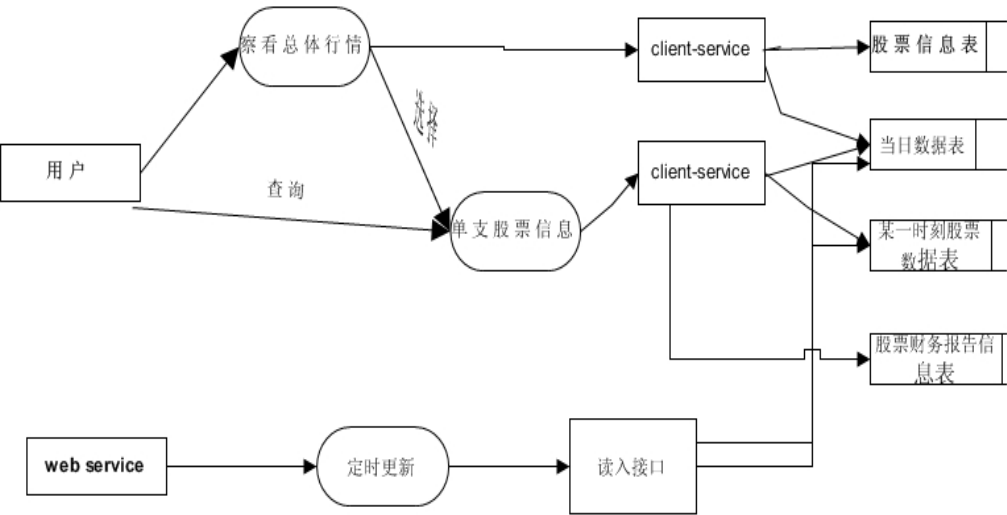 察看总体行情
client-service
股票信息表
选择
当日数据表
用户
client-service
查询
单支股票信息
某一时刻股票
数据表
股票财务报告信
息表
web service
定时更新
读入接口